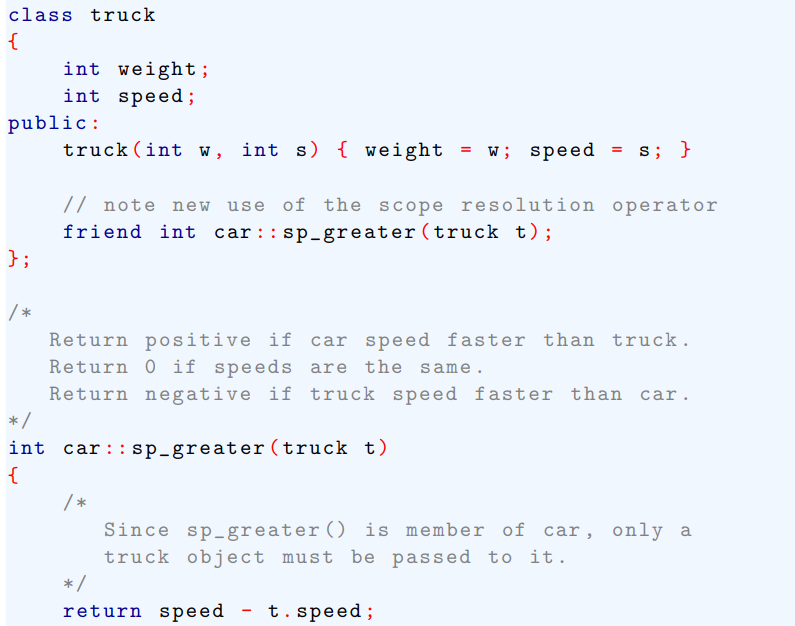 class truck
{
    int weight;
    int speed;
public:
    truck(int w, int s) { weight = w; speed = s; }
    // note new use of the scope resolution operator
    friend int car::sp_greater(truck t);
};
/*
   Return positive if car speed faster than truck.
   Return 0 if speeds are the same.
   Return negative if truck speed faster than car.
*/
int car::sp_greater(truck t)
{
    /*
       Since sp_greater() is member of car, only a
       truck object must be passed to it.
    */
    return speed - t.speed;